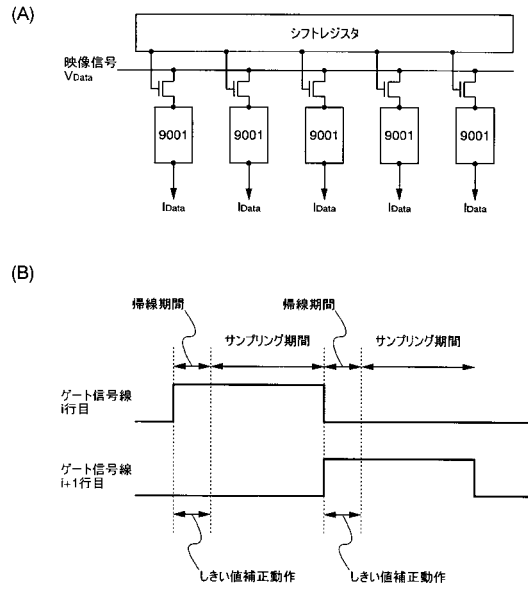 (A)
シフトレジスタ
映像信号
VData
9001 9001 9001 9001 9001
IData IData IData IData IData
(B)
帰線期間 帰線期間
サンプリング期間 サンプリング期間
ゲート信号線
i行目
ゲート信号線
i+1行目
しきい値補正動作 しきい値補正動作